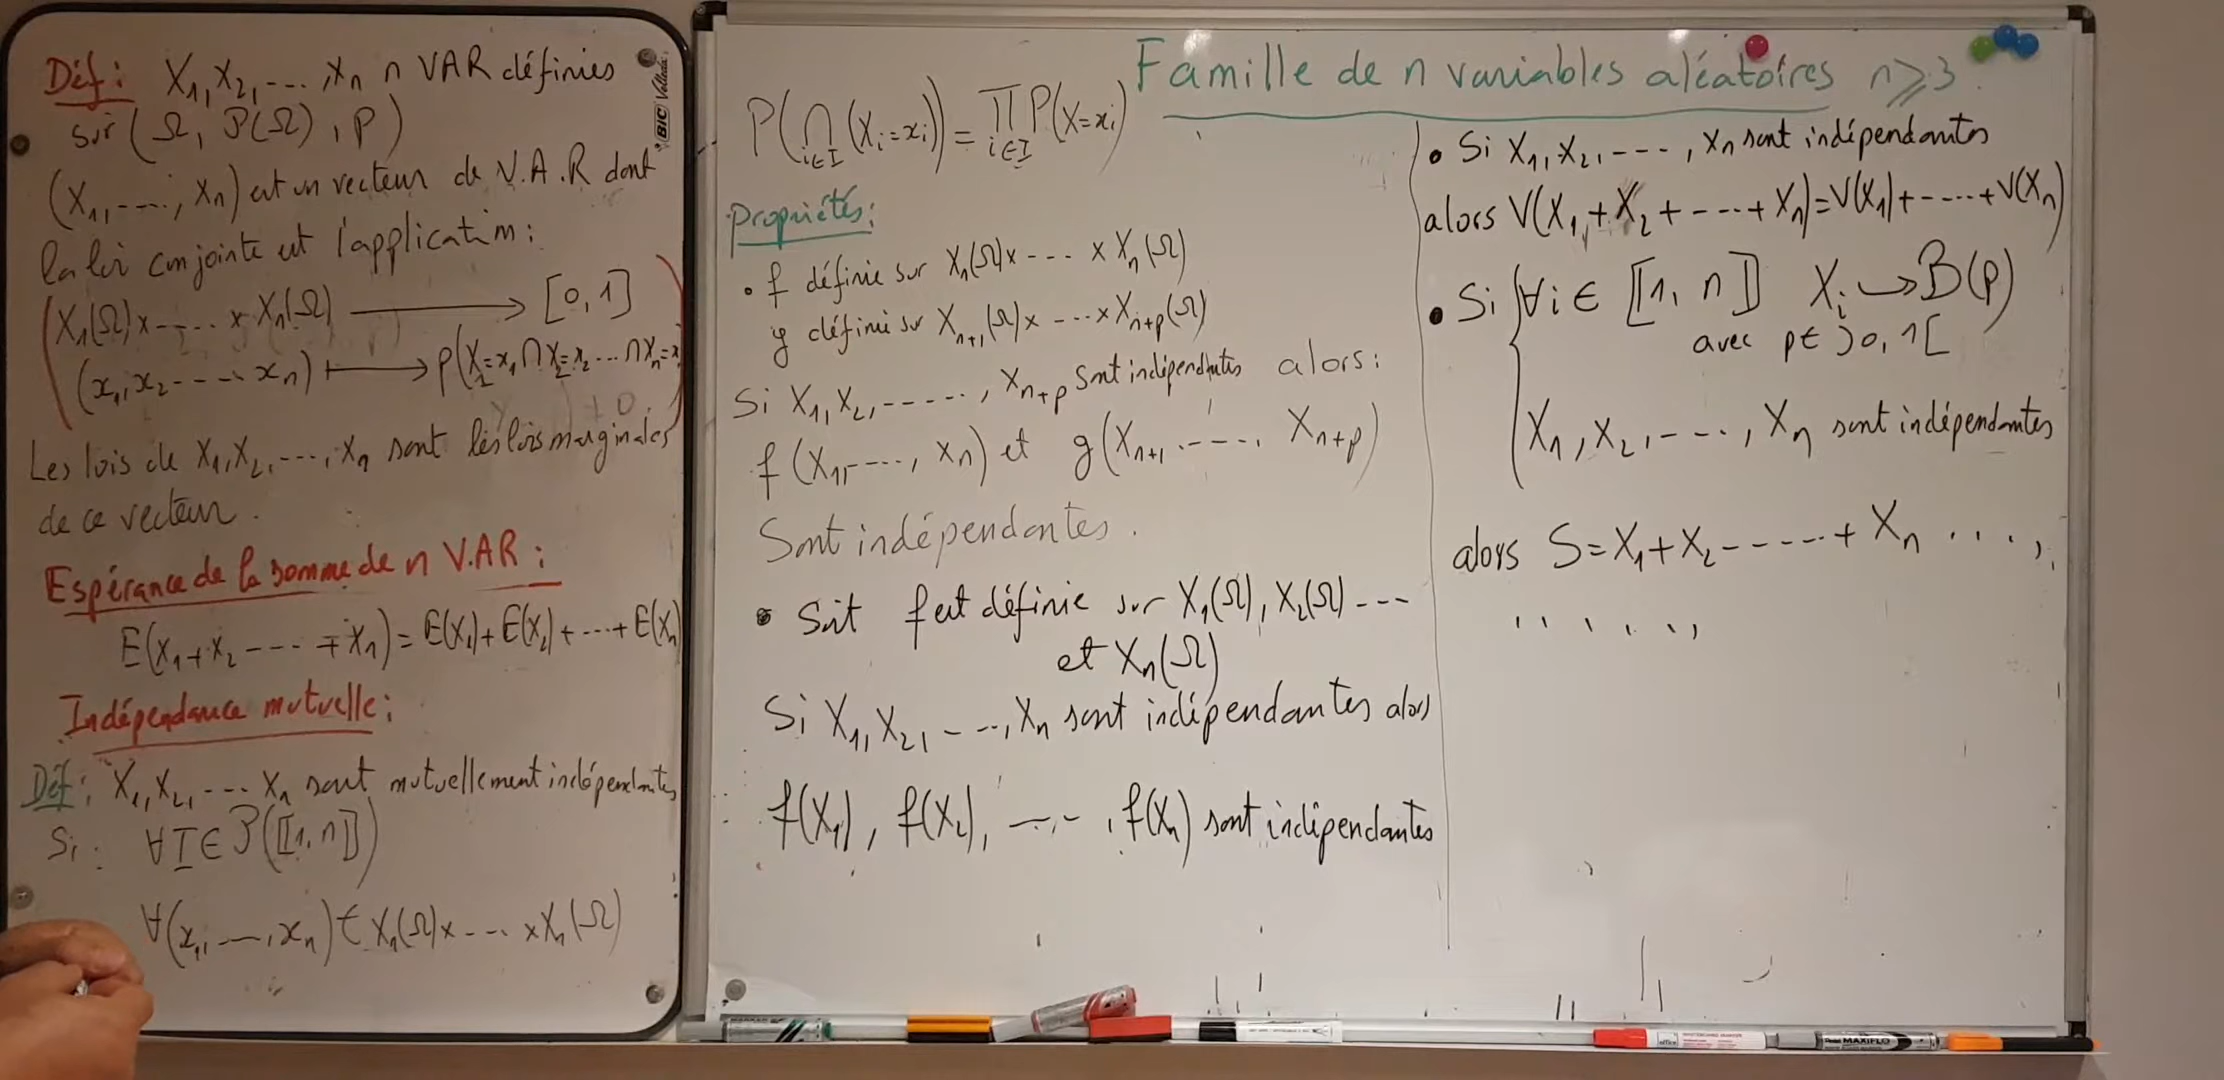 Déf: X₁, X₂, ---, Xn n VAR définies
sur (Ω, P(Ω), P)
(X₁, ---, Xn) est un vecteur de V.A.R dont
la loi conjointe est l'application:
X₁(Ω)x-----x Xn(Ω) → [0,1]
(x₁, x₂ ----, xn) ↦ P(X₁=x₁ ∩ X₂=x₂ ... ∩ Xn=x
Les lois de X₁, X₂, ---, Xn sont les lois marginales
de ce vecteur.
Espérance de la somme de n V.AR:
E(X₁+X₂ ---- + Xn) = E(X₁)+E(X₂)+---+E(Xn)
Indépendance mutuelle:
Déf: X₁, X₂, --- Xn sont mutuellement indépendantes
Si: ∀I∈P([[1,n]])
∀(x₁, ---, xn) ∈ X₁(Ω)x---- xXn(Ω)
Famille de n variables aléatoires n⩾3
P(⋂i∈I (Xi=xi)) = ∏i∈I P(X=xi)
Propriétés:
• f définie sur X₁(Ω)x--- x Xn(Ω)
g définie sur Xn+1(Ω)x---xXn+p(Ω)
Si X₁, X₂, -----, Xn+p sont indépendantes alors:
f(X₁, ---, Xn) et g(Xn+1, ----, Xn+p)
Sont indépendantes.
• Soit f est définie sur X₁(Ω), X₂(Ω) ---
et Xn(Ω)
Si X₁, X₂, ---, Xn sont indépendantes alors
f(X₁), f(X₂), ---, f(Xn) sont indépendantes
• Si X₁, X₂, ---, Xn sont indépendantes
alors V(X₁+X₂+---+Xn)=V(X₁)+----+V(Xn)
• Si { ∀i ∈ [[1, n]] Xi ↪ B(p)
avec p∈]0,1[
X₁, X₂, ---, Xn sont indépendantes
alors S=X₁+X₂-----+Xn ....,
......,
BIC Velleda
MAXIFLO